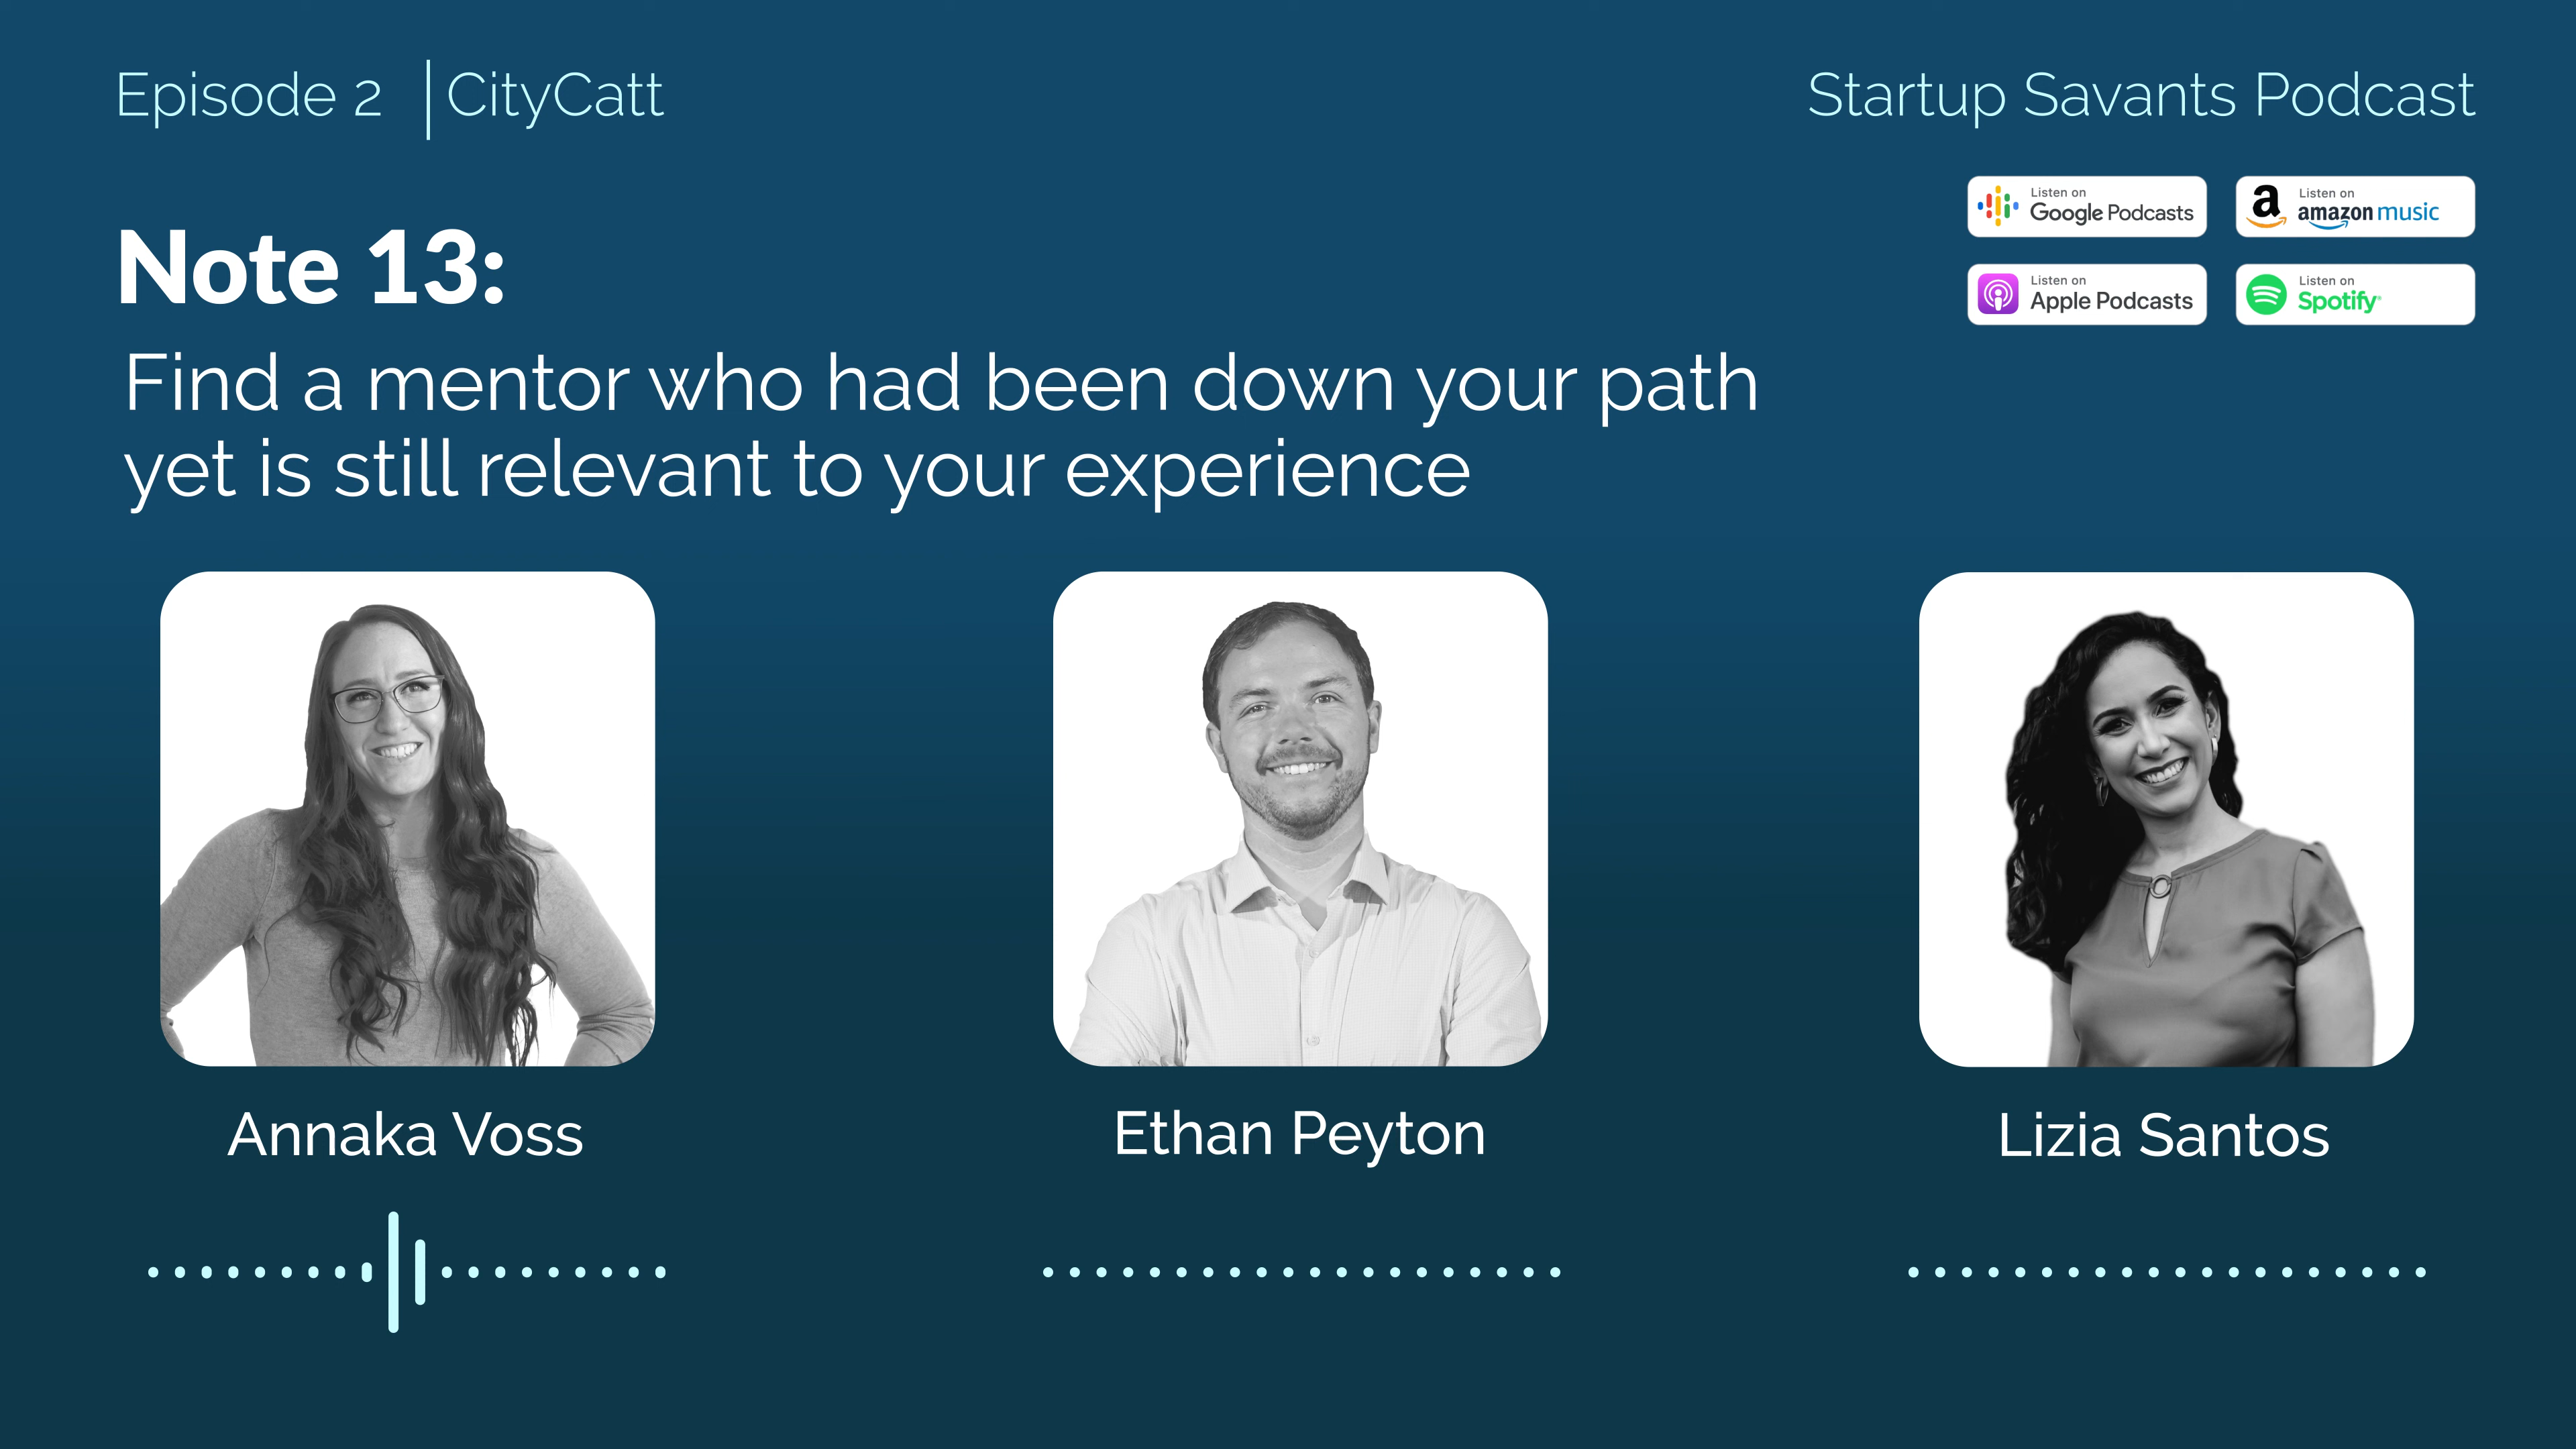 Episode 2 | CityCatt
Startup Savants Podcast
Listen on
Google Podcasts
Listen on
amazon music
Listen on
Apple Podcasts
Listen on
Spotify
Note 13:
Find a mentor who had been down your path
yet is still relevant to your experience
Annaka Voss
Ethan Peyton
Lizia Santos